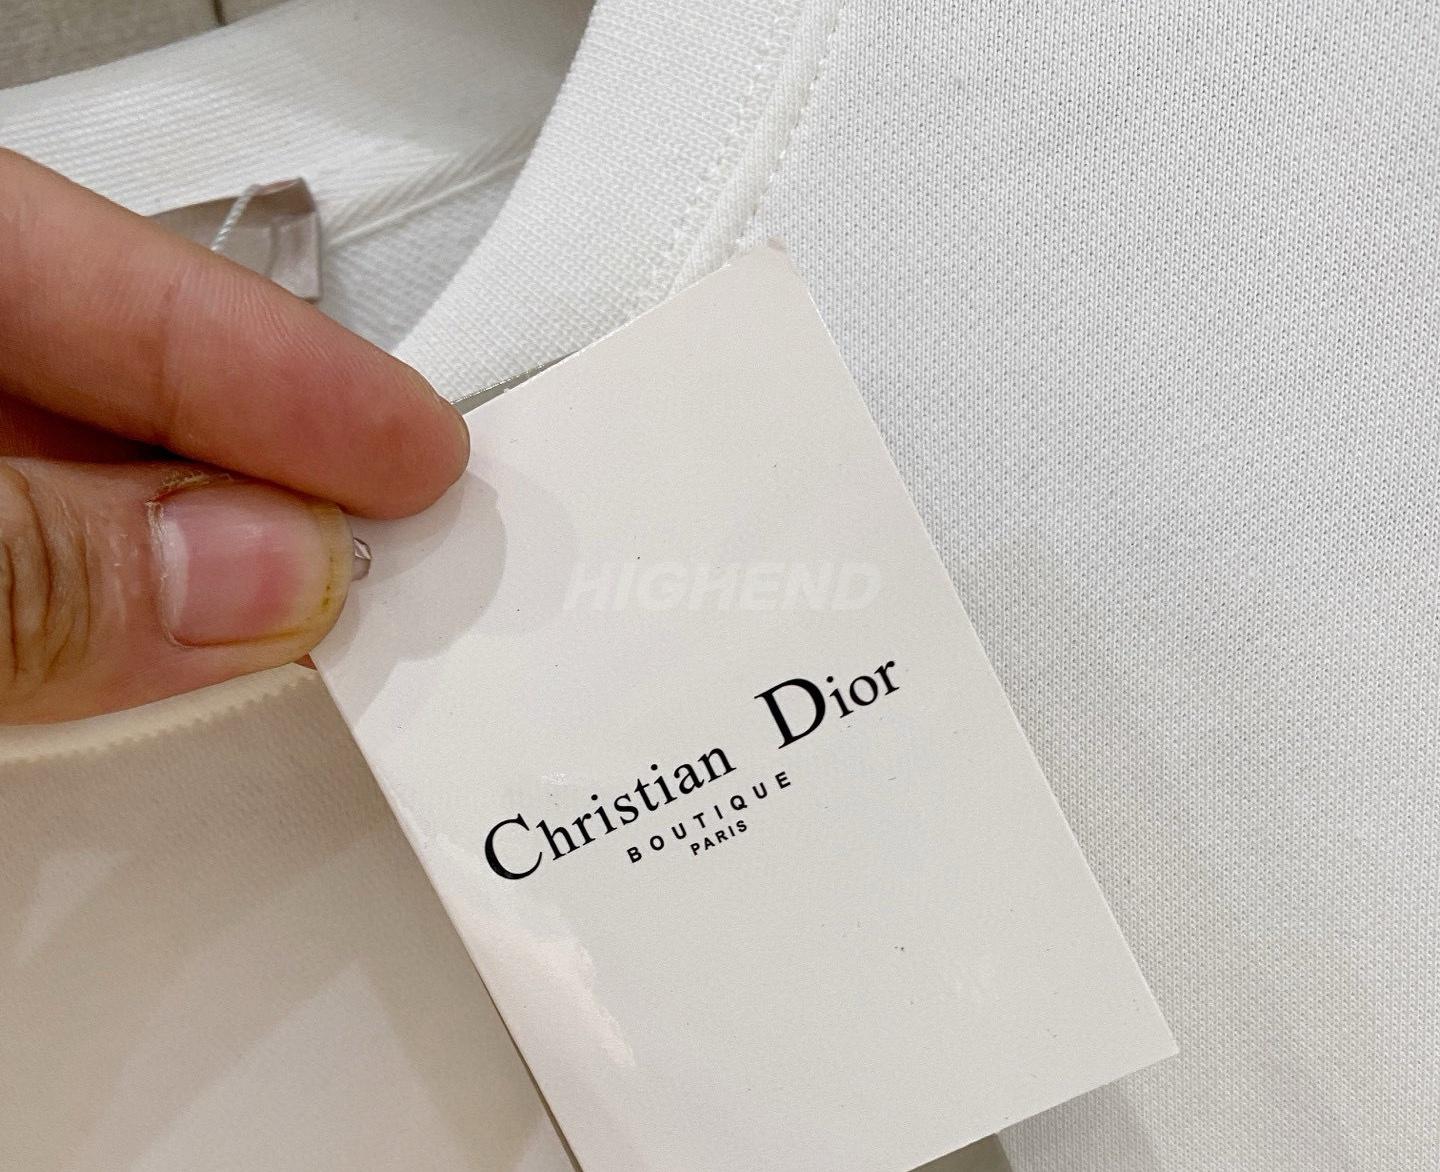 HIGHEND
Christian Dior
BOUTIQUE
PARIS